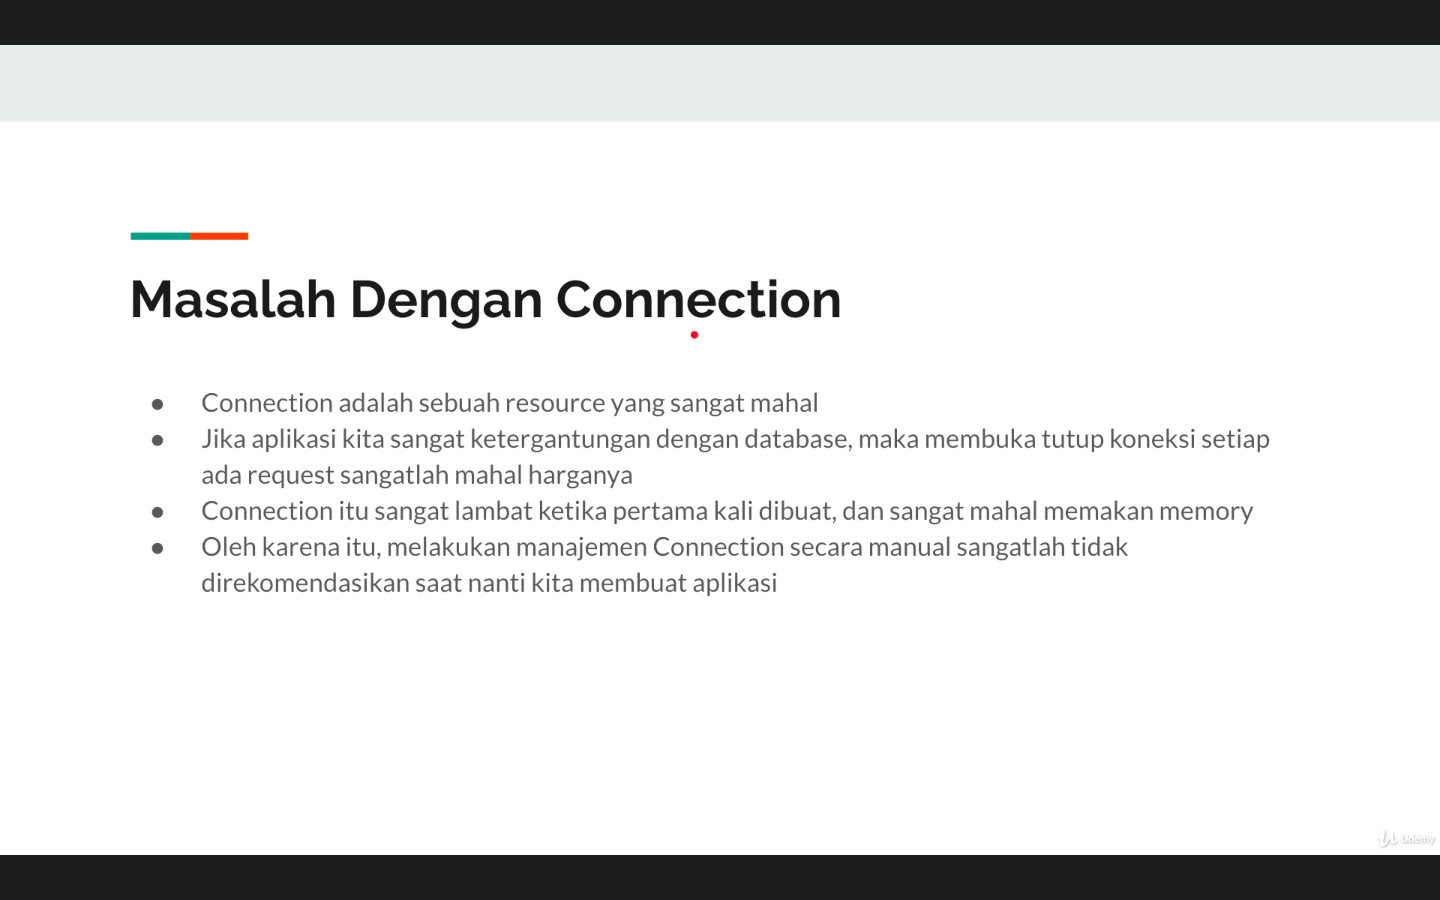 Masalah Dengan Connection
● Connection adalah sebuah resource yang sangat mahal
● Jika aplikasi kita sangat ketergantungan dengan database, maka membuka tutup koneksi setiap
ada request sangatlah mahal harganya
● Connection itu sangat lambat ketika pertama kali dibuat, dan sangat mahal memakan memory
● Oleh karena itu, melakukan manajemen Connection secara manual sangatlah tidak
direkomendasikan saat nanti kita membuat aplikasi
Udemy